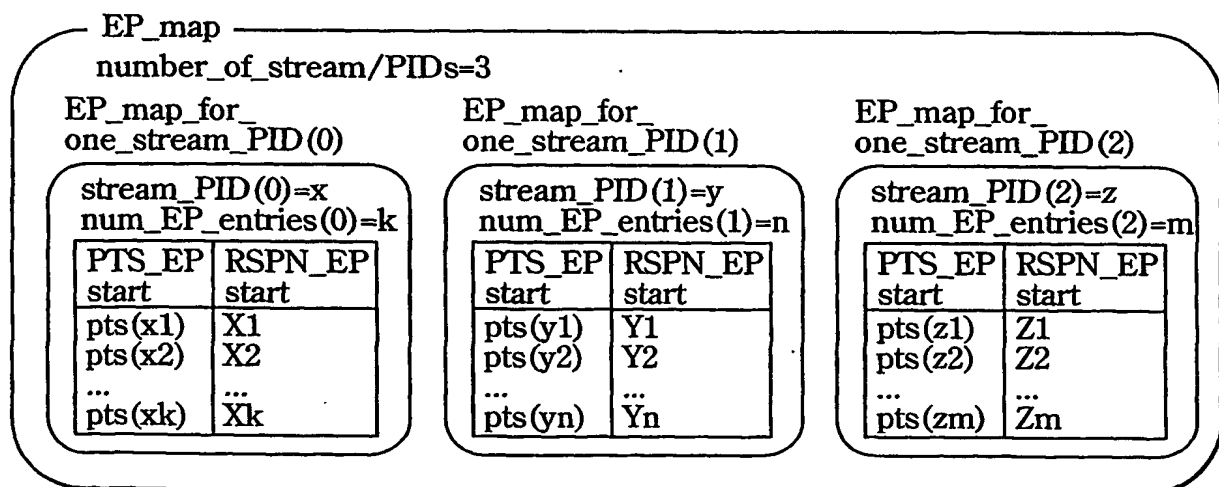 EP_map
number_of_stream/PIDs=3
EP_map_for_
one_stream_PID(0)
stream_PID(0)=x
num_EP_entries(0)=k
PTS_EP RSPN_EP
start start
pts(x1) X1
pts(x2) X2
... ...
pts(xk) Xk
EP_map_for_
one_stream_PID(1)
stream_PID(1)=y
num_EP_entries(1)=n
PTS_EP RSPN_EP
start start
pts(y1) Y1
pts(y2) Y2
... ...
pts(yn) Yn
EP_map_for_
one_stream_PID(2)
stream_PID(2)=z
num_EP_entries(2)=m
PTS_EP RSPN_EP
start start
pts(z1) Z1
pts(z2) Z2
... ...
pts(zm) Zm